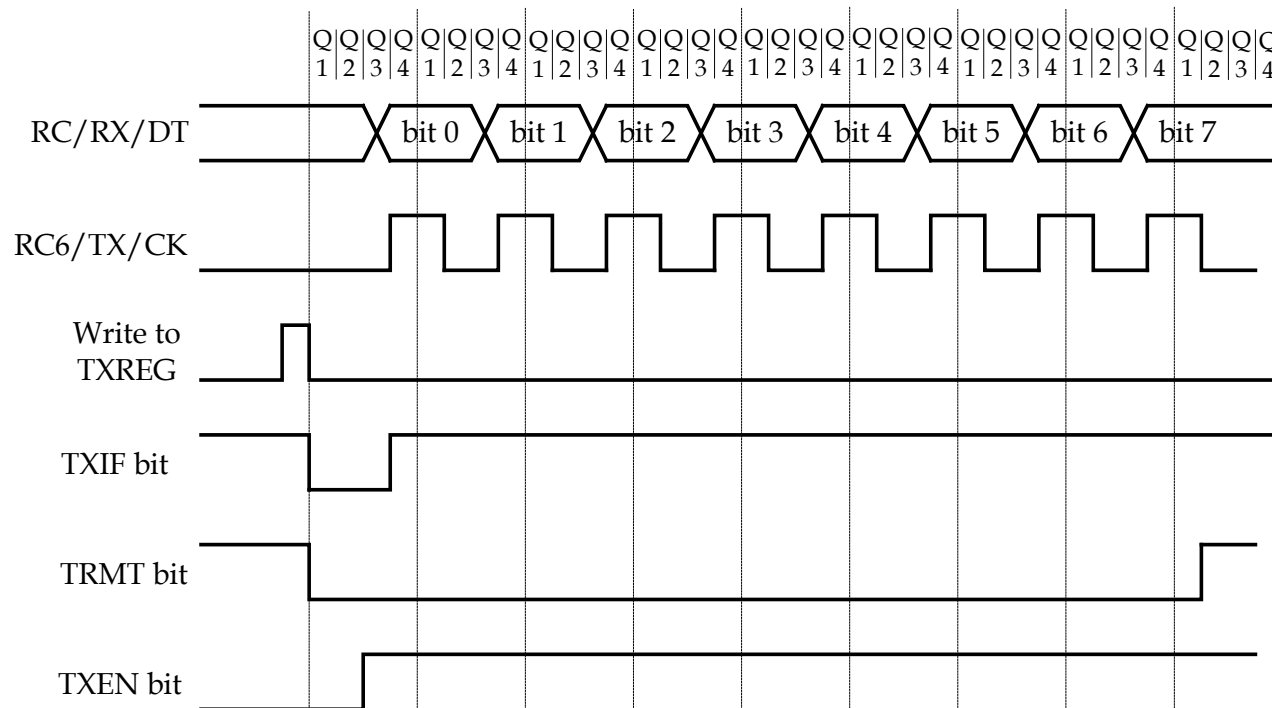 Q|Q|Q|Q|Q|Q|Q|Q|Q|Q|Q|Q|Q|Q|Q|Q|Q|Q|Q|Q|Q|Q|Q|Q|Q|Q|Q|Q|Q|Q|Q|Q|Q|Q|Q|Q
1|2|3|4|1|2|3|4|1|2|3|4|1|2|3|4|1|2|3|4|1|2|3|4|1|2|3|4|1|2|3|4|1|2|3|4
RC/RX/DT bit 0 bit 1 bit 2 bit 3 bit 4 bit 5 bit 6 bit 7
RC6/TX/CK
Write to
TXREG
TXIF bit
TRMT bit
TXEN bit